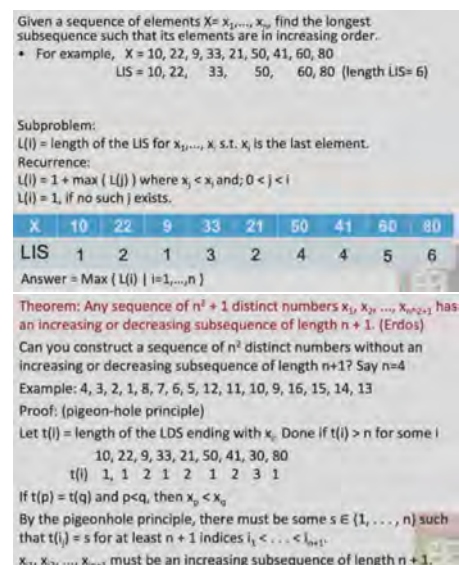 Given a sequence of elements X= x₁,..., xₙ, find the longest
subsequence such that its elements are in increasing order.
• For example, X = 10, 22, 9, 33, 21, 50, 41, 60, 80
LIS = 10, 22, 33, 50, 60, 80 (length LIS= 6)
Subproblem:
L(i) = length of the LIS for x₁,..., xᵢ s.t. xᵢ is the last element.
Recurrence:
L(i) = 1 + max ( L(j) ) where xⱼ < xᵢ and; 0 < j < i
L(i) = 1, if no such j exists.
X 10 22 9 33 21 50 41 60 80
LIS 1 2 1 3 2 4 4 5 6
Answer = Max { L(i) | i=1,...,n }
Theorem: Any sequence of n² + 1 distinct numbers x₁, x₂, ..., xₙ^₂₊₁ has
an increasing or decreasing subsequence of length n + 1. (Erdos)
Can you construct a sequence of n² distinct numbers without an
increasing or decreasing subsequence of length n+1? Say n=4
Example: 4, 3, 2, 1, 8, 7, 6, 5, 12, 11, 10, 9, 16, 15, 14, 13
Proof: (pigeon-hole principle)
Let t(i) = length of the LDS ending with xᵢ. Done if t(i) > n for some i
10, 22, 9, 33, 21, 50, 41, 30, 80
t(i) 1, 1 2 1 2 1 2 3 1
If t(p) = t(q) and p<q, then xₚ < x_q
By the pigeonhole principle, there must be some s ∈ {1, . . . , n} such
that t(iⱼ) = s for at least n + 1 indices i₁ < . . . < iₙ₊₁.
must be an increasing subsequence of length n + 1.